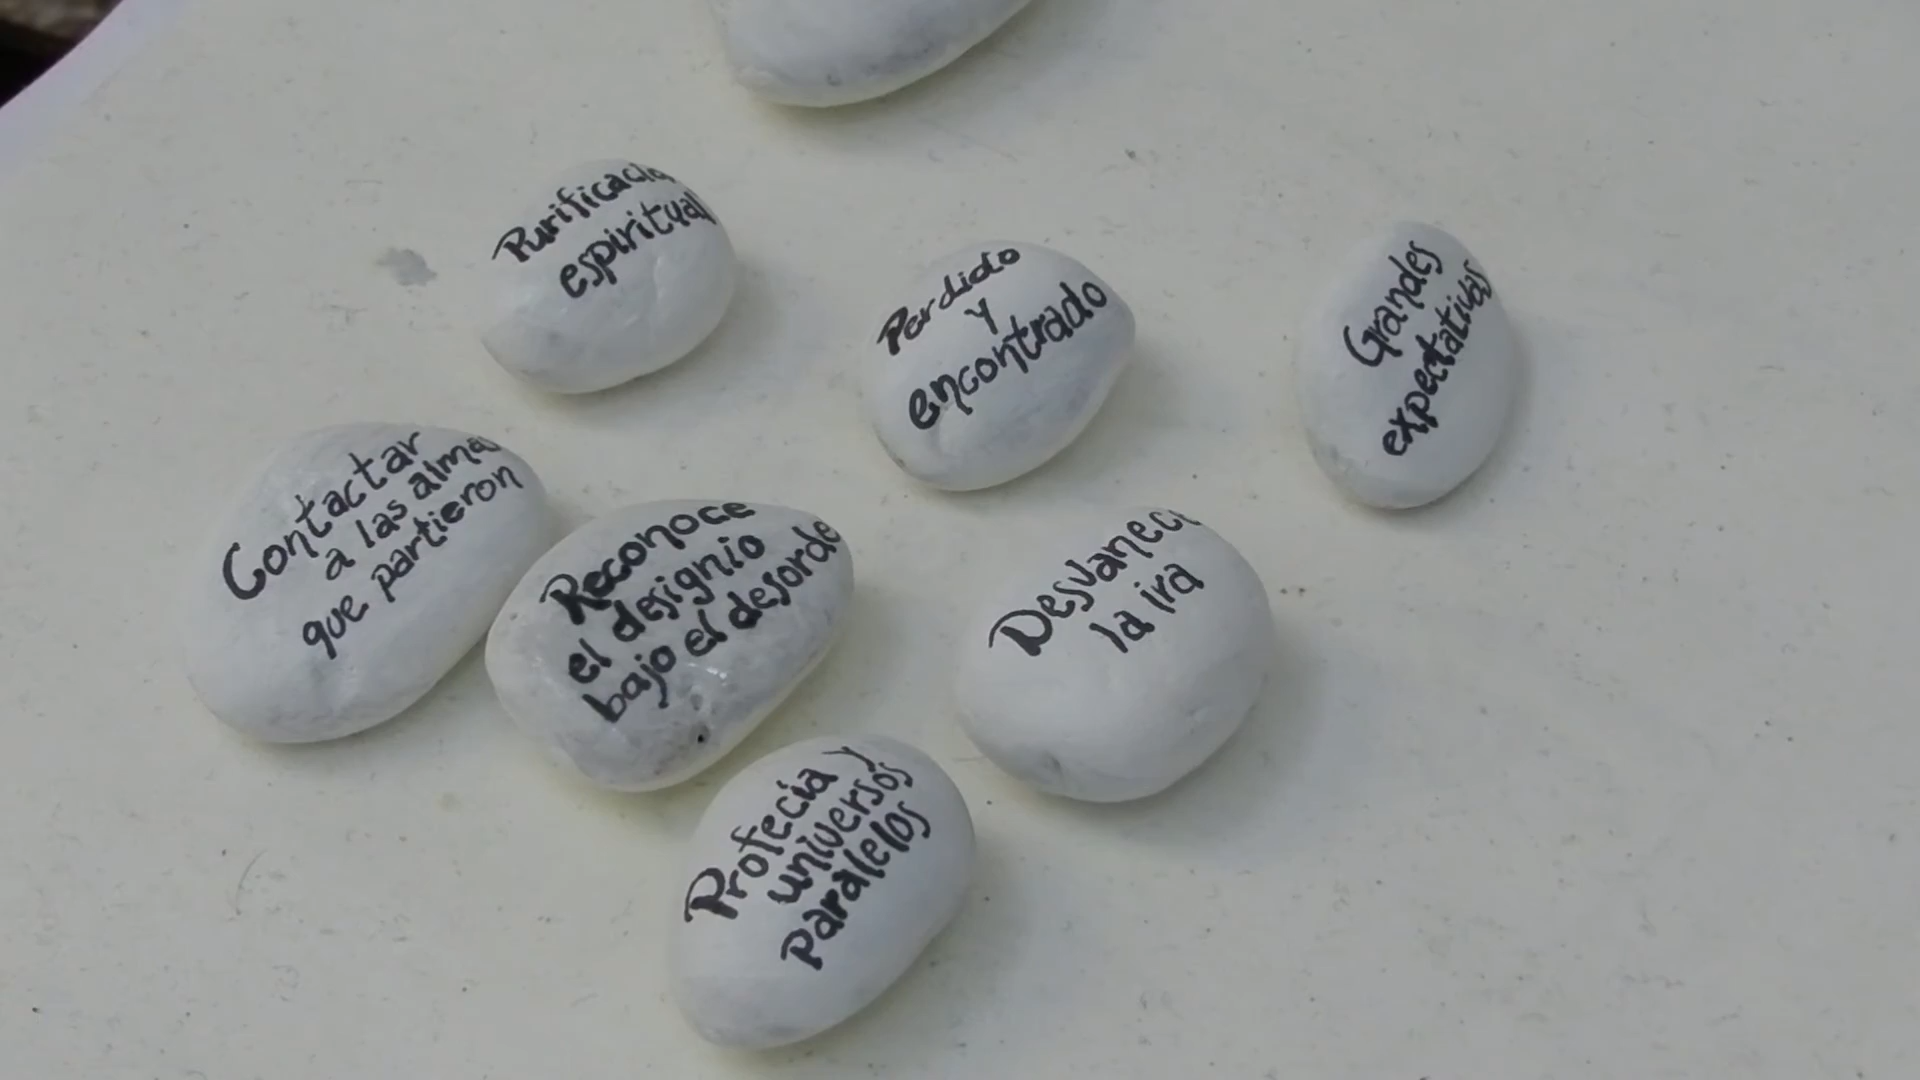 Purificación
espiritual
Perdido
y
encontrado
Grandes
expectativas
Contactar
a las almas
que partieron
Reconoce
el designio
bajo el desorde
Desvanece
la ira
Profecía y
universos
paralelos